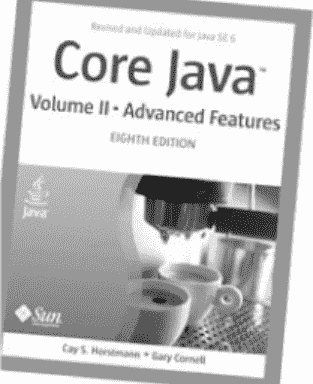 Revised and Updated for Java SE 6
Core Java™
Volume II • Advanced Features
EIGHTH EDITION
Java
Sun
Cay S. Horstmann • Gary Cornell